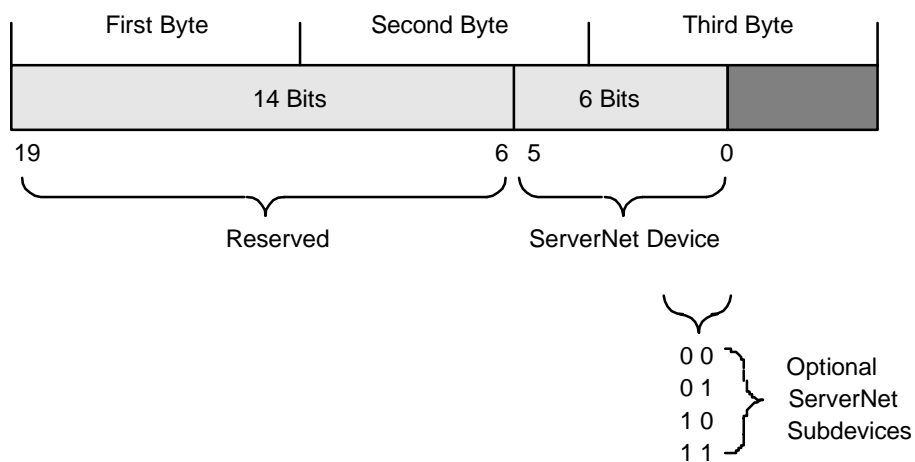 First Byte Second Byte Third Byte
14 Bits 6 Bits
19 6 5 0
Reserved ServerNet Device
0 0
0 1
1 0
1 1
Optional
ServerNet
Subdevices